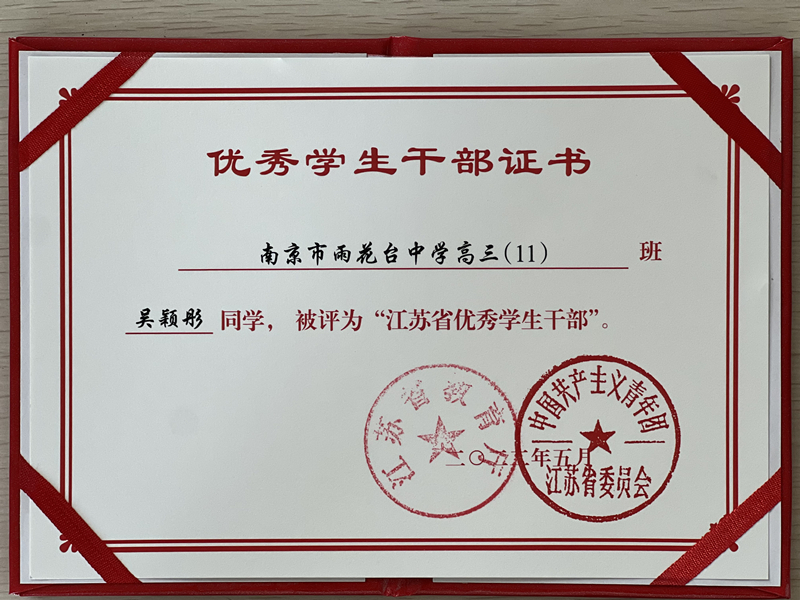 优秀学生干部证书
南京市雨花台中学高三(11) 班
吴颖彤 同学， 被评为“江苏省优秀学生干部”。
江苏省教育厅
中国共产主义青年团
江苏省委员会
年五月